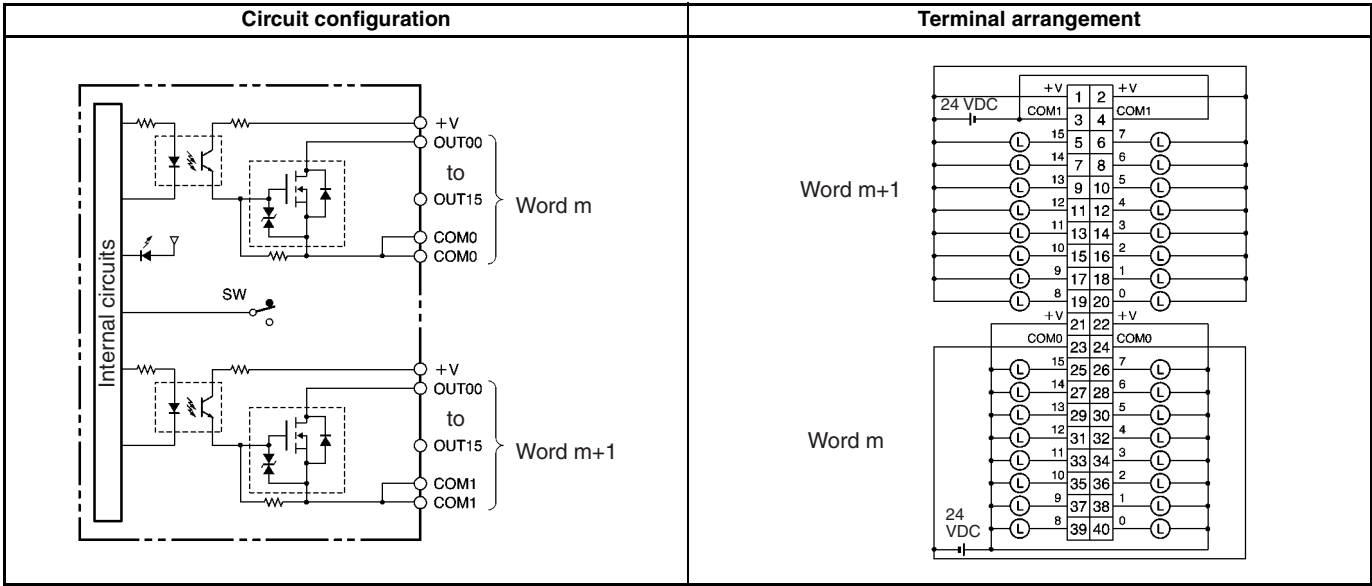 Circuit configuration
Terminal arrangement
Internal circuits
+V
OUT00
to
OUT15
COM0
COM0
Word m
SW
+V
OUT00
to
OUT15
COM1
COM1
Word m+1
+V 1 2 +V
24 VDC
COM1 3 4 COM1
L 15 5 6 7 L
L 14 7 8 6 L
L 13 9 10 5 L
Word m+1
L 12 11 12 4 L
L 11 13 14 3 L
L 10 15 16 2 L
L 9 17 18 1 L
L 8 19 20 0 L
+V 21 22 +V
COM0 23 24 COM0
L 15 25 26 7 L
L 14 27 28 6 L
L 13 29 30 5 L
Word m
L 12 31 32 4 L
L 11 33 34 3 L
L 10 35 36 2 L
L 9 37 38 1 L
L 8 39 40 0 L
24
VDC